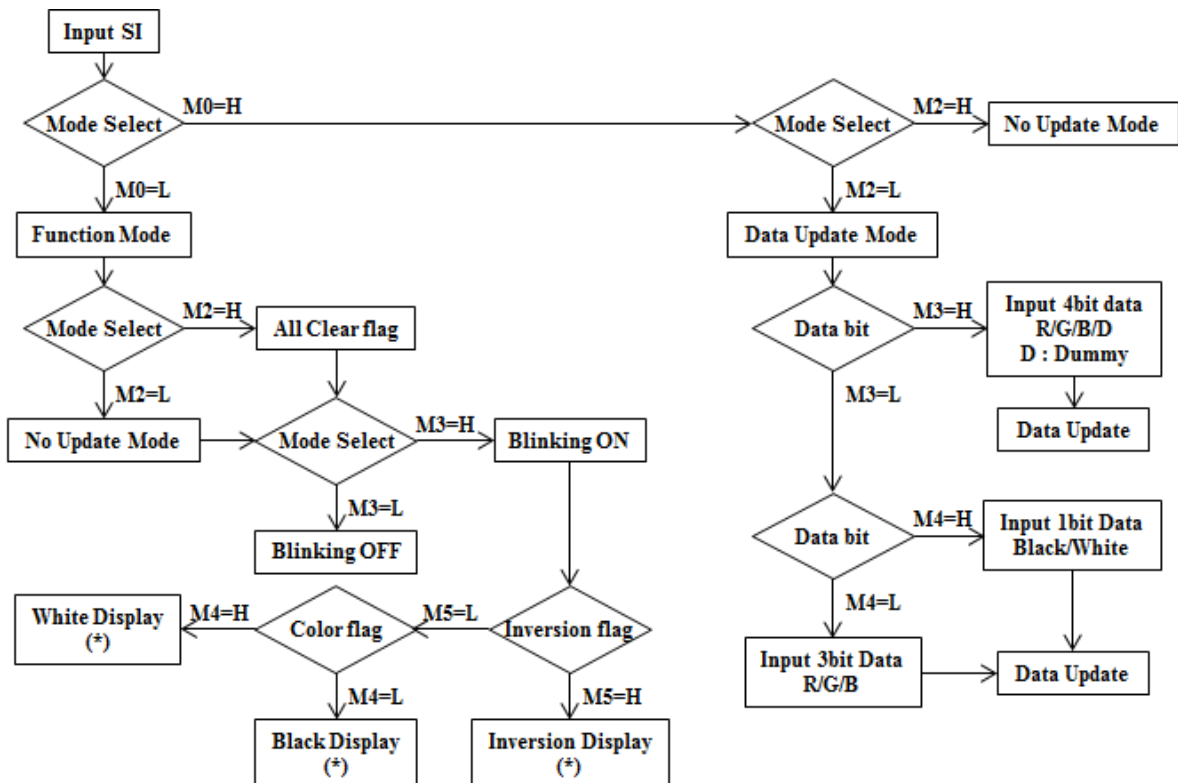 Input SI
Mode Select
M0=H
M0=L
Function Mode
Mode Select
M2=H
All Clear flag
M2=L
No Update Mode
Mode Select
M3=H
Blinking ON
M3=L
Blinking OFF
Inversion flag
M5=L
Color flag
M4=H
White Display
(*)
M4=L
Black Display
(*)
M5=H
Inversion Display
(*)
Mode Select
M2=H
No Update Mode
M2=L
Data Update Mode
Data bit
M3=H
Input 4bit data
R/G/B/D
D : Dummy
Data Update
M3=L
Data bit
M4=H
Input 1bit Data
Black/White
M4=L
Input 3bit Data
R/G/B
Data Update